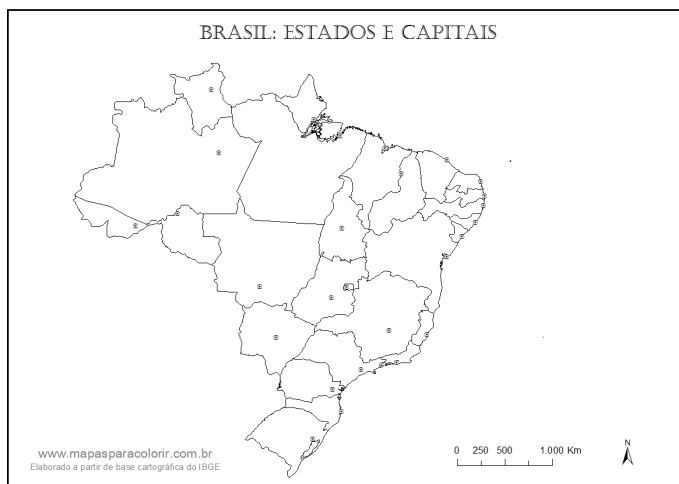 BRASIL: ESTADOS E CAPITAIS
www.mapasparacolorir.com.br
Elaborado a partir de base cartográfica do IBGE
0 250 500 1.000 Km
N